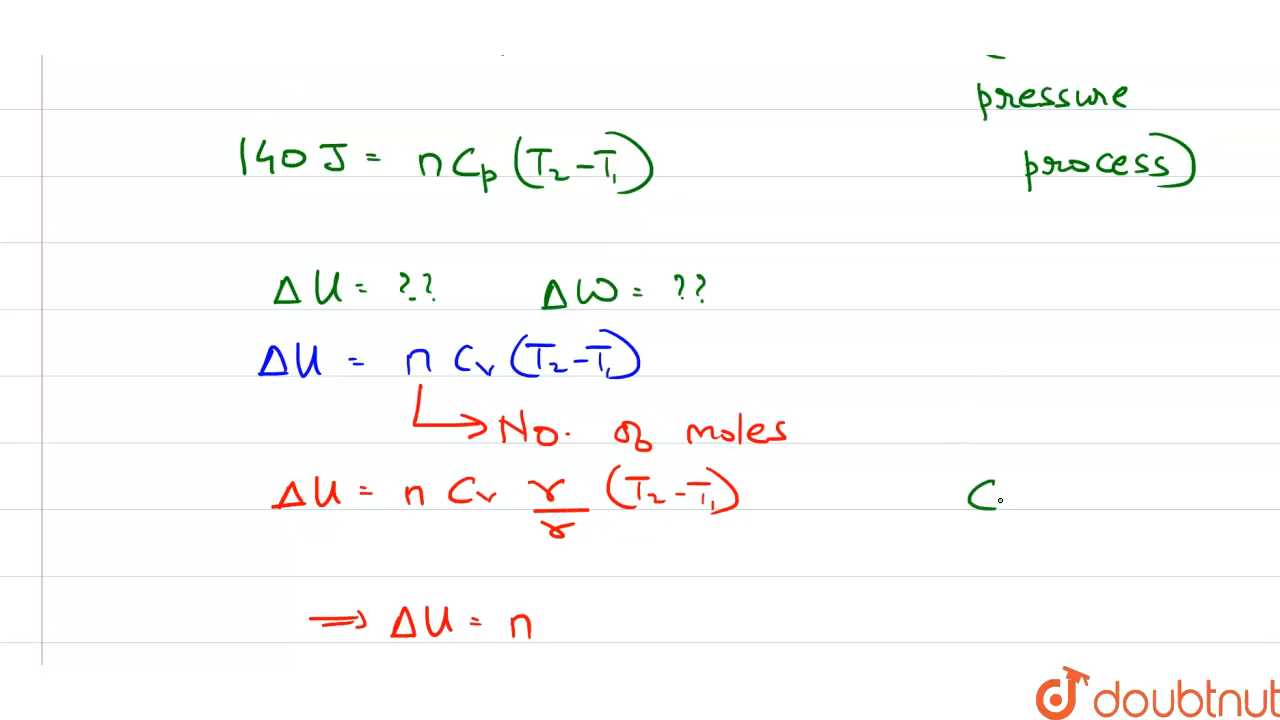 pressure
140 J = n Cp (T₂ - T₁)
process)
ΔU = ?? ΔW = ??
ΔU = n Cv (T₂ - T₁)
No. of moles
ΔU = n Cv γ/γ (T₂ - T₁)
C
⇒ ΔU = n
doubtnut